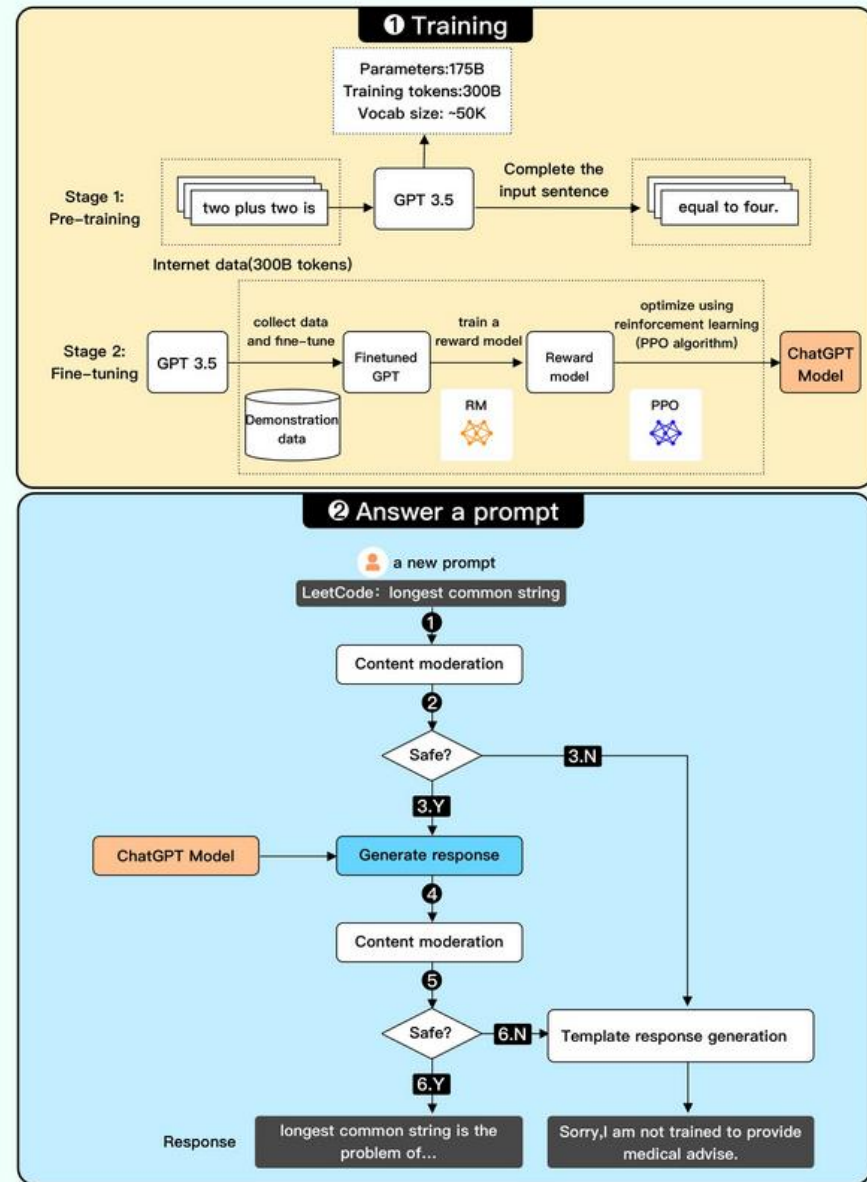 ❶ Training
Parameters:175B
Training tokens:300B
Vocab size: ~50K
Stage 1:
Pre-training
two plus two is
GPT 3.5
Complete the
input sentence
equal to four.
Internet data(300B tokens)
Stage 2:
Fine-tuning
GPT 3.5
collect data
and fine-tune
Demonstration
data
Finetuned
GPT
train a
reward model
RM
Reward
model
optimize using
reinforcement learning
(PPO algorithm)
PPO
ChatGPT
Model
❷ Answer a prompt
a new prompt
LeetCode: longest common string
❶
Content moderation
❷
Safe?
3.N
3.Y
ChatGPT Model
Generate response
❹
Content moderation
❺
Safe?
6.N
Template response generation
6.Y
Response
longest common string is the
problem of...
Sorry,I am not trained to provide
medical advise.